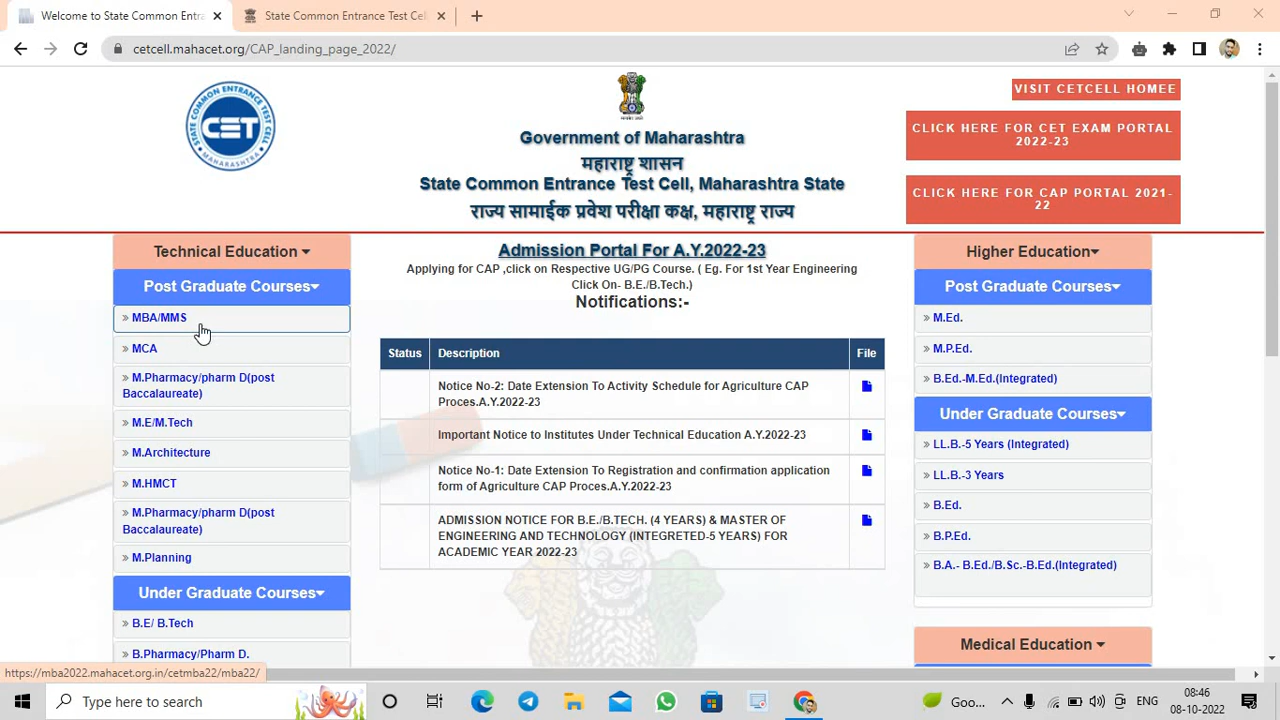 Welcome to State Common Entra
State Common Entrance Test Cel
cetcell.mahacet.org/CAP_landing_page_2022/
STATE COMMON ENTRANCE TEST CELL
CET
MAHARASHTRA
Government of Maharashtra
महाराष्ट्र शासन
State Common Entrance Test Cell, Maharashtra State
राज्य सामाईक प्रवेश परीक्षा कक्ष, महाराष्ट्र राज्य
VISIT CETCELL HOMEE
CLICK HERE FOR CET EXAM PORTAL
2022-23
CLICK HERE FOR CAP PORTAL 2021-
22
Technical Education
Post Graduate Courses
» MBA/MMS
» MCA
» M.Pharmacy/pharm D(post
Baccalaureate)
» M.E/M.Tech
» M.Architecture
» M.HMCT
» M.Pharmacy/pharm D(post
Baccalaureate)
» M.Planning
Under Graduate Courses
» B.E/ B.Tech
» B.Pharmacy/Pharm D.
Admission Portal For A.Y.2022-23
Applying for CAP ,click on Respective UG/PG Course. ( Eg. For 1st Year Engineering
Click On- B.E./B.Tech.)
Notifications:-
Status Description File
Notice No-2: Date Extension To Activity Schedule for Agriculture CAP
Proces.A.Y.2022-23
Important Notice to Institutes Under Technical Education A.Y.2022-23
Notice No-1: Date Extension To Registration and confirmation application
form of Agriculture CAP Proces.A.Y.2022-23
ADMISSION NOTICE FOR B.E./B.TECH. (4 YEARS) & MASTER OF
ENGINEERING AND TECHNOLOGY (INTEGRETED-5 YEARS) FOR
ACADEMIC YEAR 2022-23
Higher Education
Post Graduate Courses
» M.Ed.
» M.P.Ed.
» B.Ed.-M.Ed.(Integrated)
Under Graduate Courses
» LL.B.-5 Years (Integrated)
» LL.B.-3 Years
» B.Ed.
» B.P.Ed.
» B.A.- B.Ed./B.Sc.-B.Ed.(Integrated)
Medical Education
https://mba2022.mahacet.org.in/cetmba22/mba22/
Type here to search
Goo...
ENG
08:46
08-10-2022